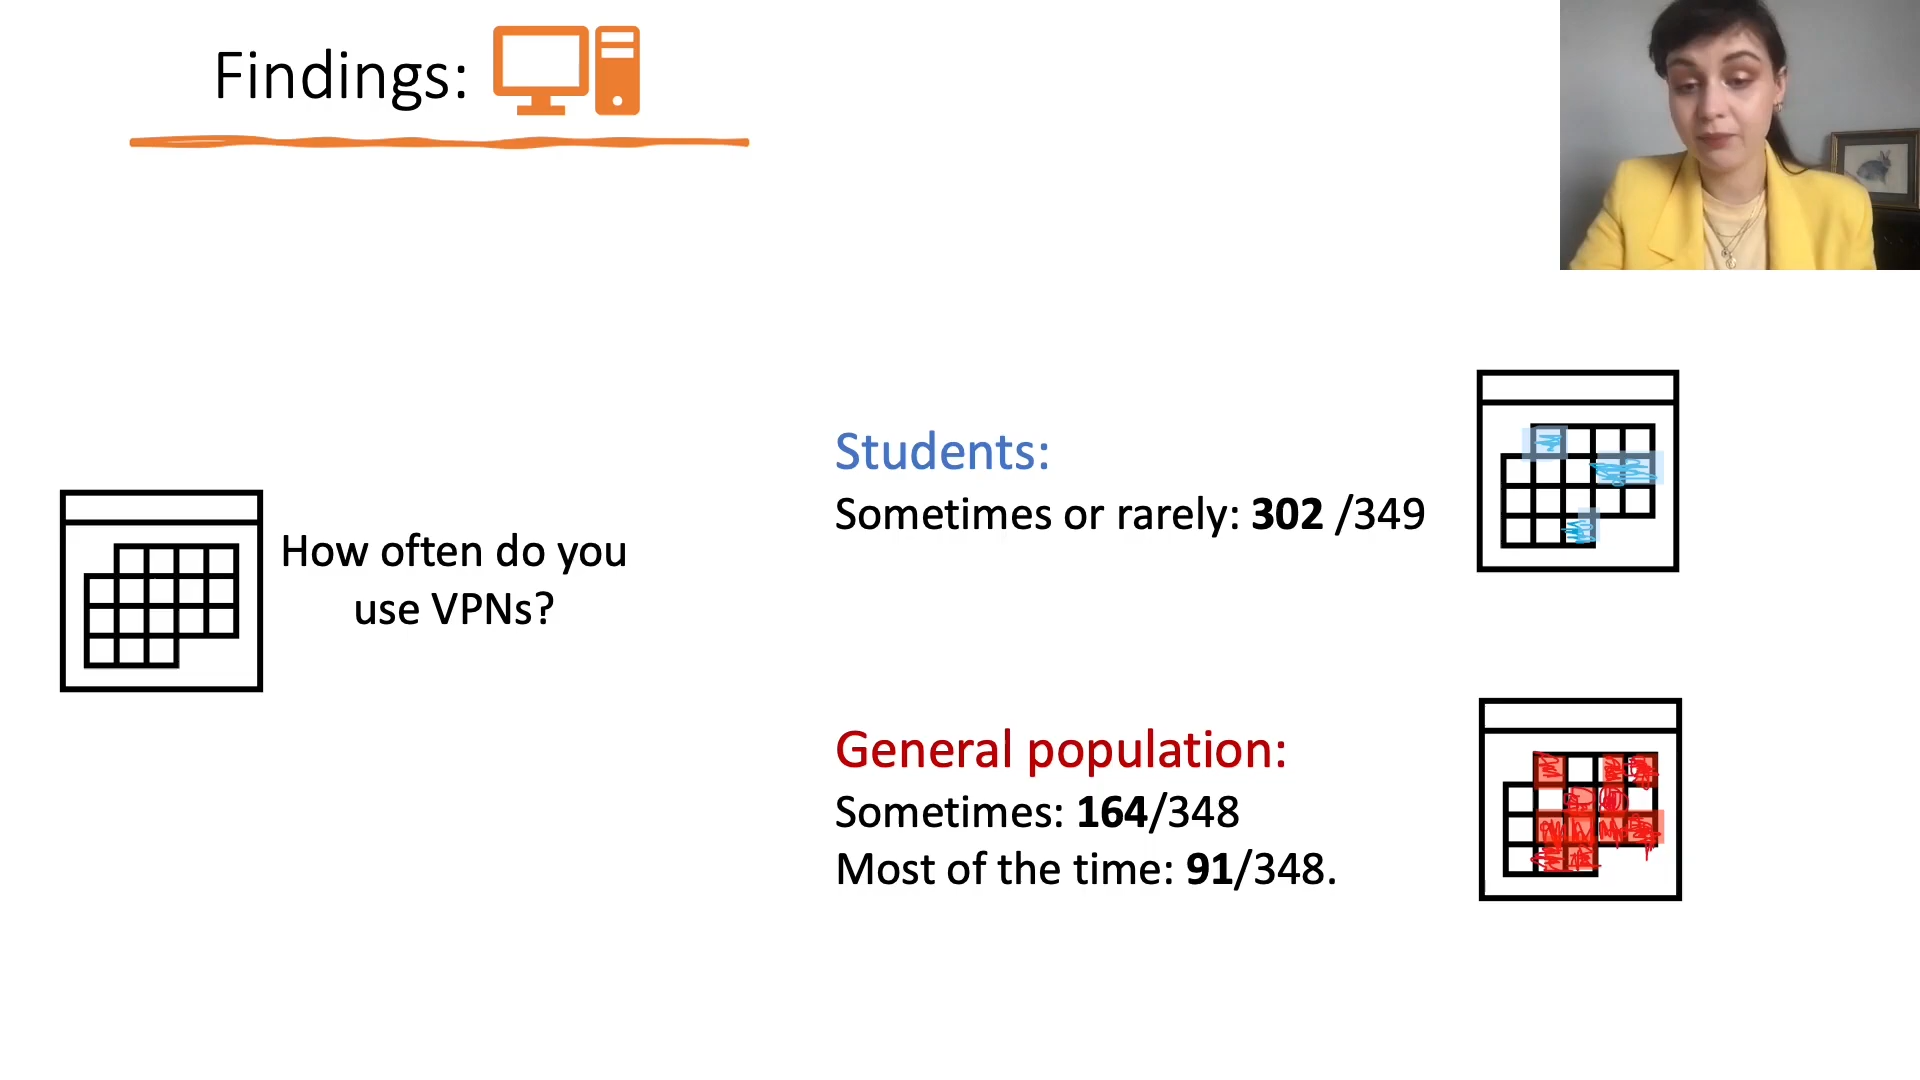 Findings:
How often do you
use VPNs?
Students:
Sometimes or rarely: 302 /349
General population:
Sometimes: 164/348
Most of the time: 91/348.